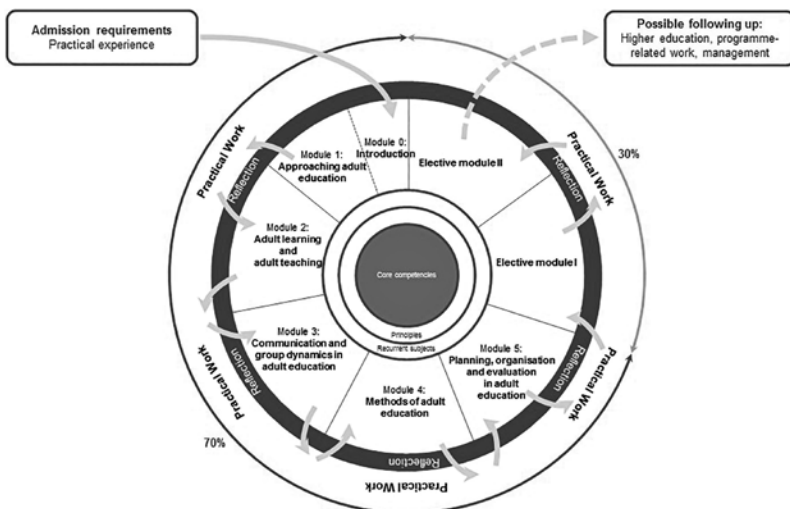 Admission requirements
Practical experience
Possible following up:
Higher education, programme-
related work, management
30%
70%
Practical Work
Reflection
Practical Work
Reflection
Practical Work
Reflection
Practical Work
Reflection
Practical Work
Reflection
Module 0:
Introduction
Module 1:
Approaching adult
education
Module 2:
Adult learning
and
adult teaching
Module 3:
Communication and
group dynamics in
adult education
Module 4:
Methods of adult
education
Module 5:
Planning, organisation
and evaluation
in adult
education
Elective module I
Elective module II
Core competencies
Principles
Recurrent subjects